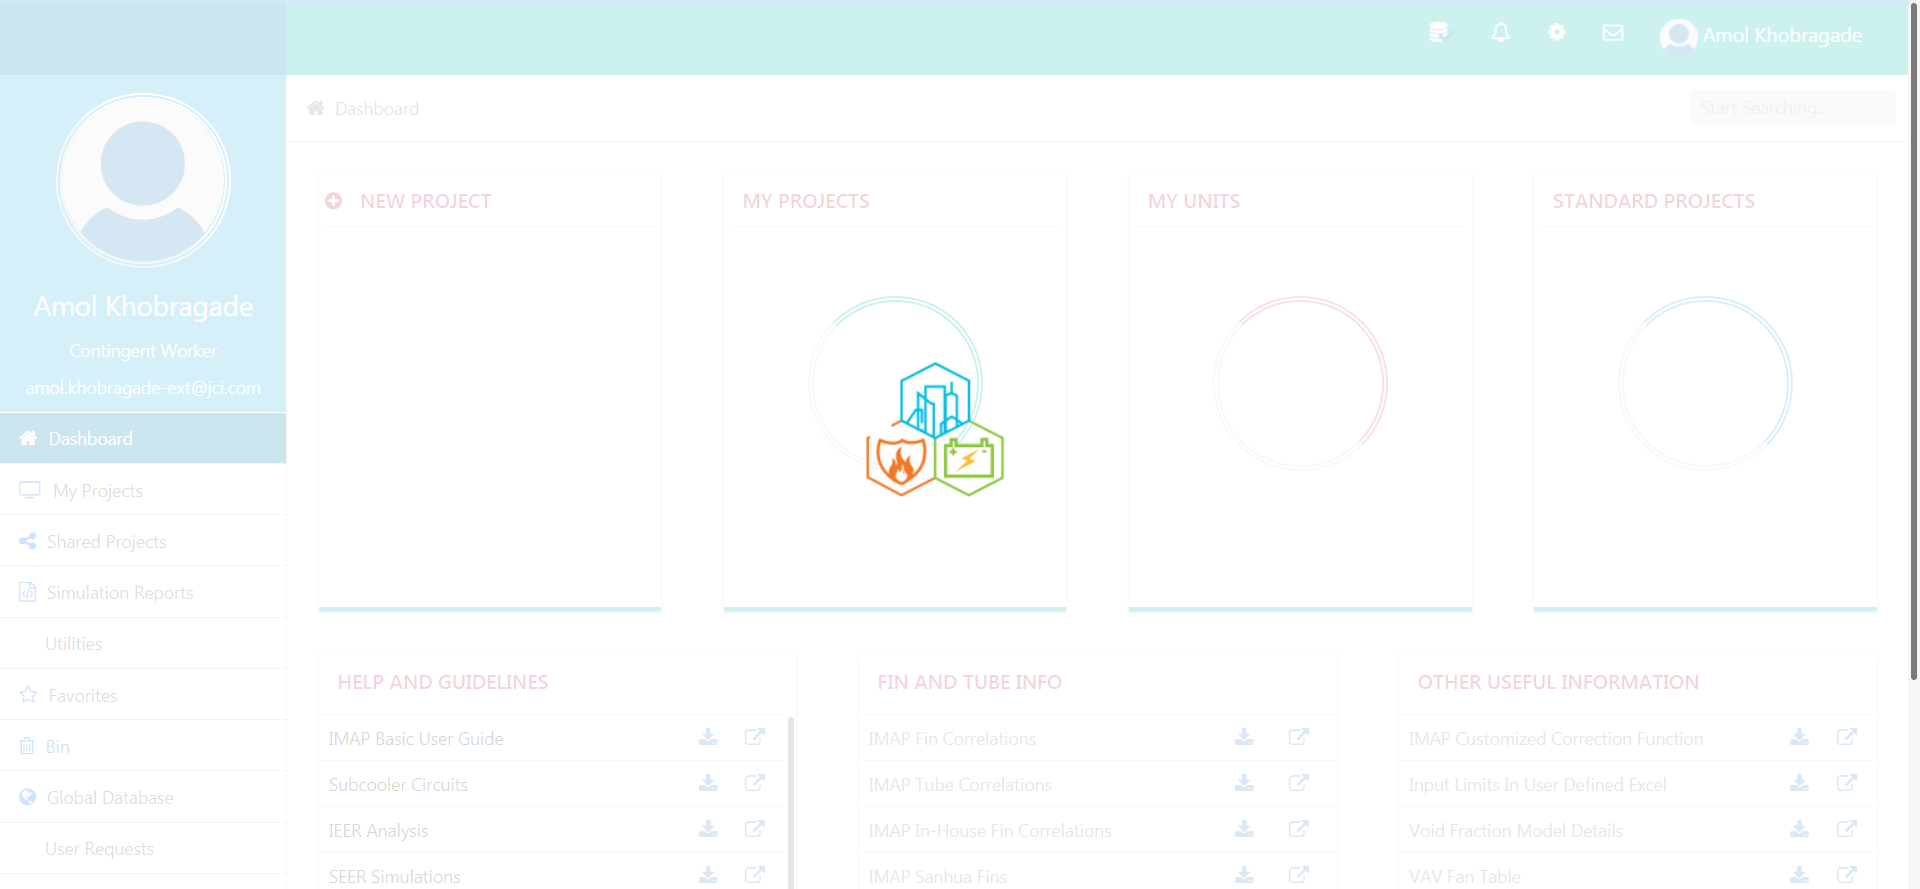 Amol Khobragade
Dashboard
Start Searching...
Amol Khobragade
Contingent Worker
amol.khobragade-ext@jci.com
Dashboard
My Projects
Shared Projects
Simulation Reports
Utilities
Favorites
Bin
Global Database
User Requests
NEW PROJECT
MY PROJECTS
MY UNITS
STANDARD PROJECTS
HELP AND GUIDELINES
IMAP Basic User Guide
Subcooler Circuits
IEER Analysis
SEER Simulations
FIN AND TUBE INFO
IMAP Fin Correlations
IMAP Tube Correlations
IMAP In-House Fin Correlations
IMAP Sanhua Fins
OTHER USEFUL INFORMATION
IMAP Customized Correction Function
Input Limits In User Defined Excel
Void Fraction Model Details
VAV Fan Table